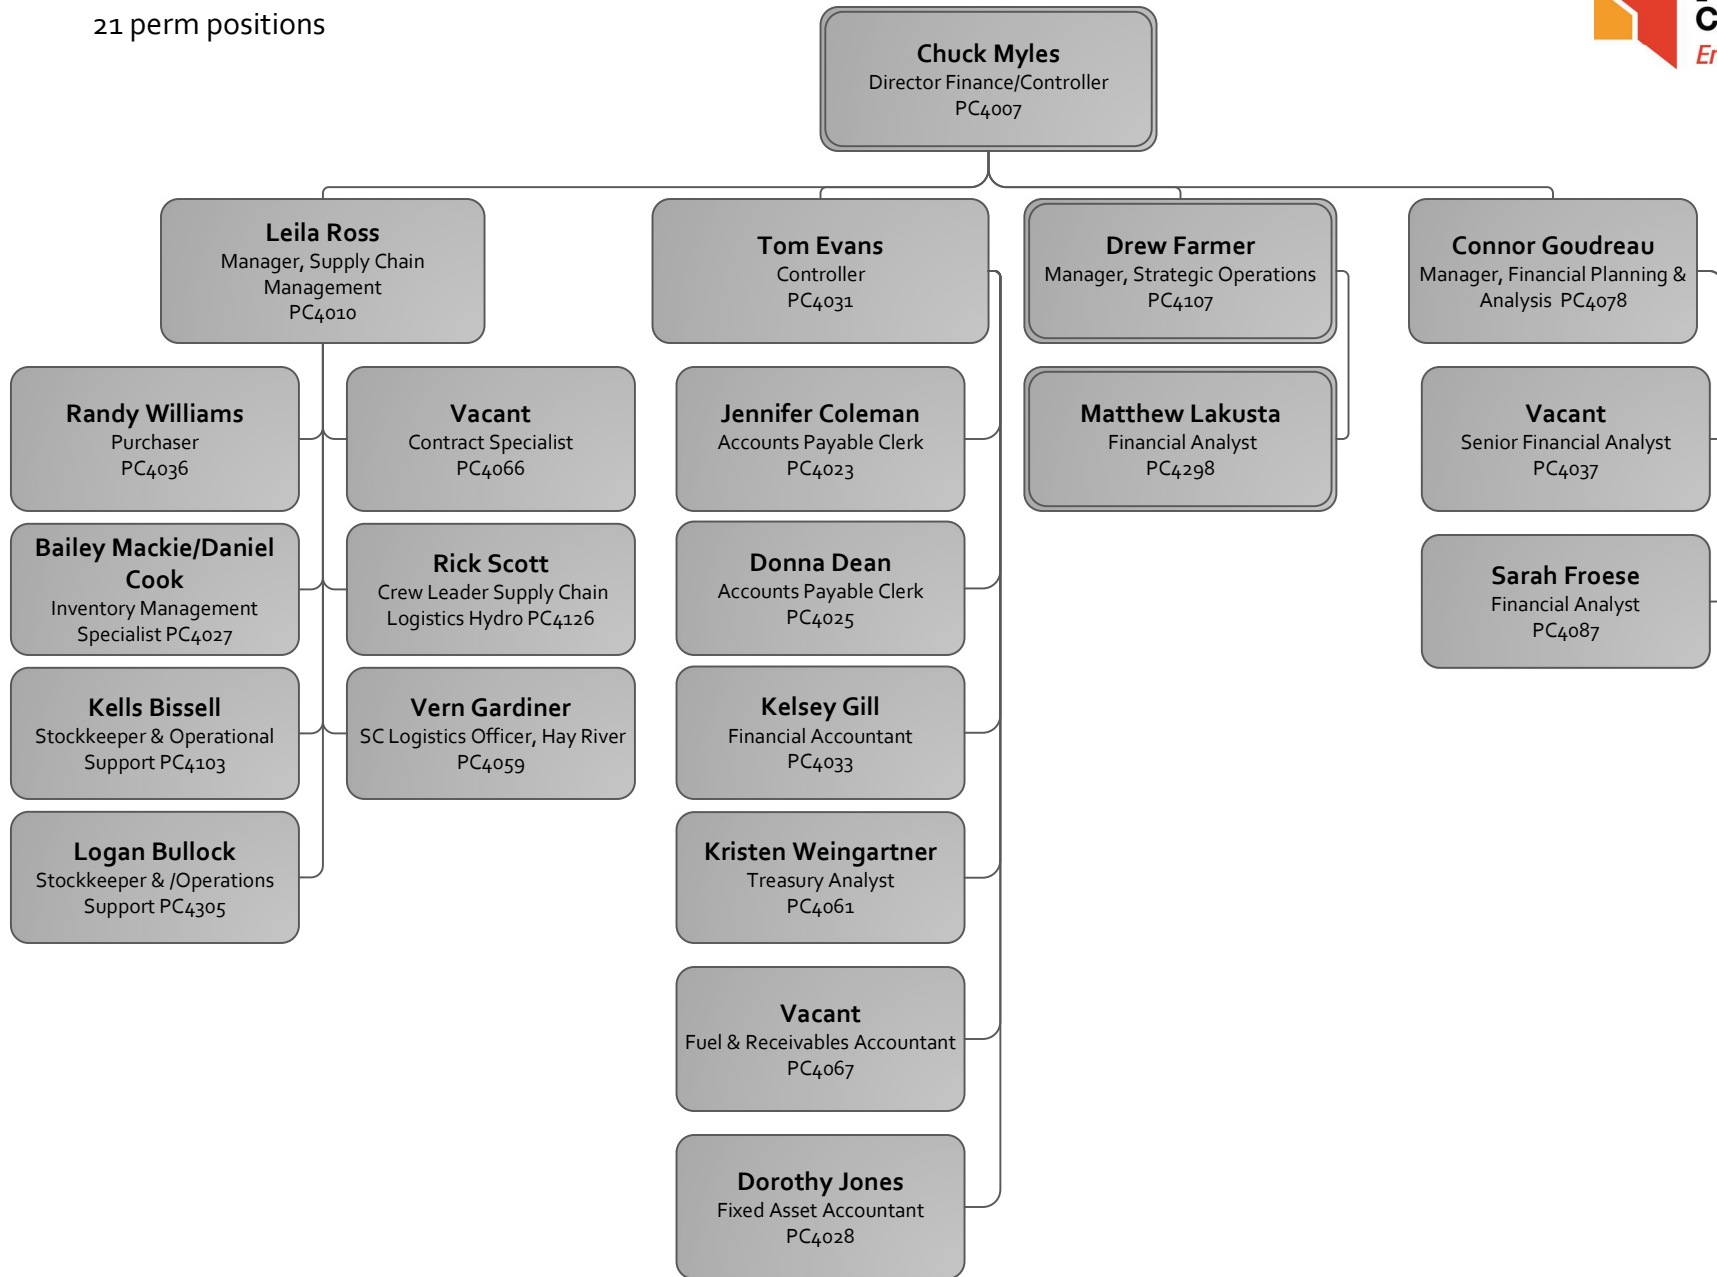 21 perm positions
C
Er
Chuck Myles
Director Finance/Controller
PC4007
Leila Ross
Manager, Supply Chain
Management
PC4010
Tom Evans
Controller
PC4031
Drew Farmer
Manager, Strategic Operations
PC4107
Connor Goudreau
Manager, Financial Planning &
Analysis PC4078
Randy Williams
Purchaser
PC4036
Vacant
Contract Specialist
PC4066
Jennifer Coleman
Accounts Payable Clerk
PC4023
Matthew Lakusta
Financial Analyst
PC4298
Vacant
Senior Financial Analyst
PC4037
Bailey Mackie/Daniel
Cook
Inventory Management
Specialist PC4027
Rick Scott
Crew Leader Supply Chain
Logistics Hydro PC4126
Donna Dean
Accounts Payable Clerk
PC4025
Sarah Froese
Financial Analyst
PC4087
Kells Bissell
Stockkeeper & Operational
Support PC4103
Vern Gardiner
SC Logistics Officer, Hay River
PC4059
Kelsey Gill
Financial Accountant
PC4033
Logan Bullock
Stockkeeper & /Operations
Support PC4305
Kristen Weingartner
Treasury Analyst
PC4061
Vacant
Fuel & Receivables Accountant
PC4067
Dorothy Jones
Fixed Asset Accountant
PC4028